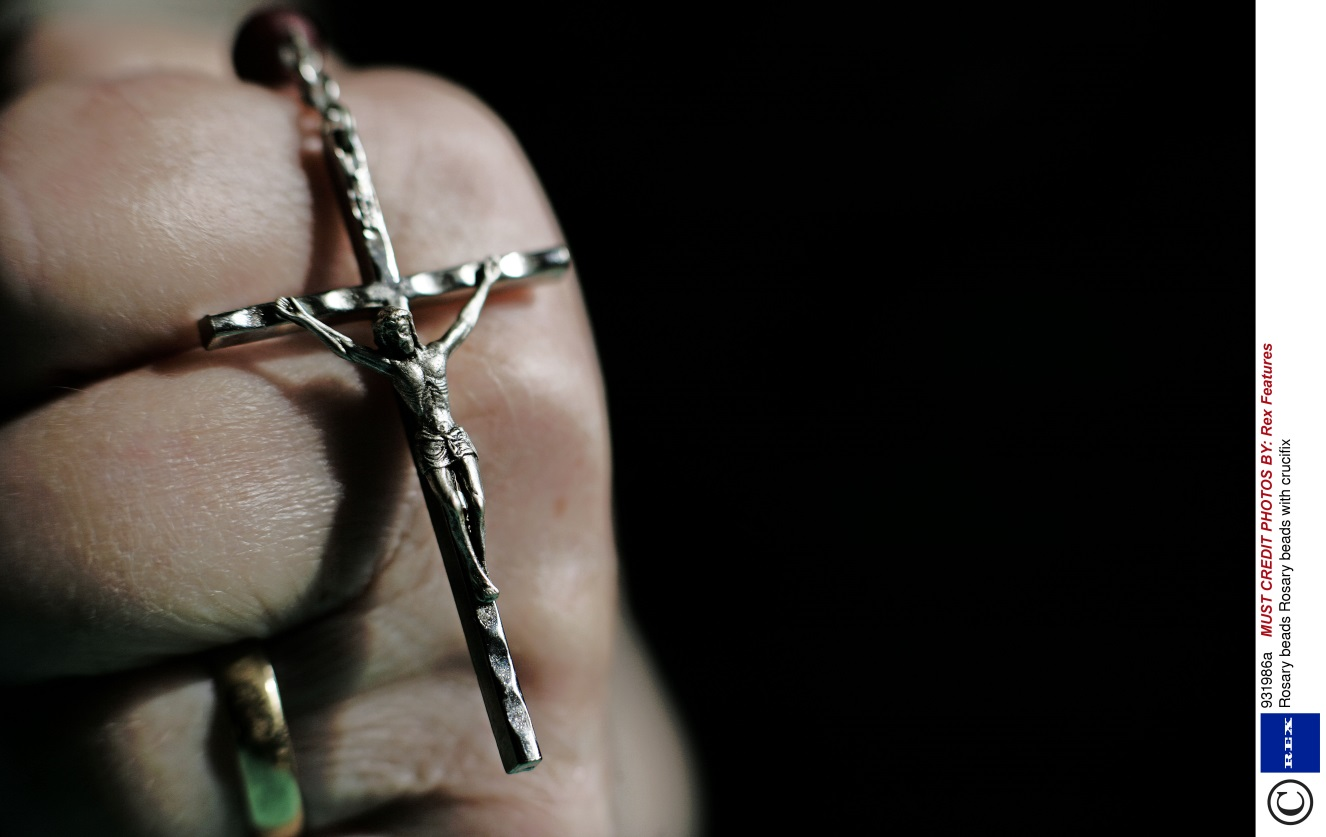 931986a MUST CREDIT PHOTOS BY: Rex Features
Rosary beads Rosary beads with crucifix
REX
©